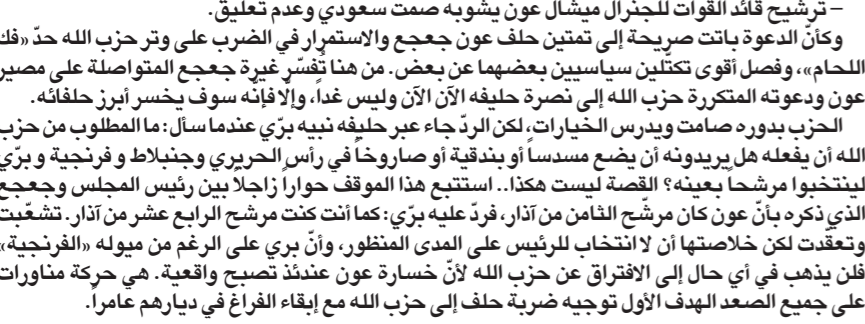 – ترشيح قائد القوات للجنرال ميشال عون يشوبه صمت سعودي وعدم تعليق.
وكأنّ الدعوة باتت صريحة إلى تمتين حلف عون جعجع والاستمرار في الضرب على وتر حزب الله حدّ «فك
اللحام»، وفصل أقوى تكتّلين سياسيين بعضهما عن بعض. من هنا تُفسّر غيرة جعجع المتواصلة على مصير
عون ودعوته المتكررة حزب الله إلى نصرة حليفه الآن الآن وليس غداً، وإلّا فإنّه سوف يخسر أبرز حلفائه.
الحزب بدوره صامت ويدرس الخيارات، لكن الردّ جاء عبر حليفه نبيه برّي عندما سأل: ما المطلوب من حزب
الله أن يفعله هل يريدونه أن يضع مسدساً أو بندقية أو صاروخاً في رأس الحريري وجنبلاط و فرنجية و برّي
لينتخبوا مرشحاً بعينه؟ القصة ليست هكذا.. استتبع هذا الموقف حواراً زاجلاً بين رئيس المجلس وجعجع
الذي ذكره بأنّ عون كان مرشّح الثامن من آذار، فردّ عليه برّي: كما أنت كنت مرشح الرابع عشر من آذار. تشعّبت
وتعقّدت لكن خلاصتها أن لا انتخاب للرئيس على المدى المنظور، وأنّ بري على الرغم من ميوله «الفرنجية»
فلن يذهب في أي حال إلى الافتراق عن حزب الله لأنّ خسارة عون عندئذ تصبح واقعية. هي حركة مناورات
على جميع الصعد الهدف الأول توجيه ضربة حلف إلى حزب الله مع إبقاء الفراغ في ديارهم عامراً.